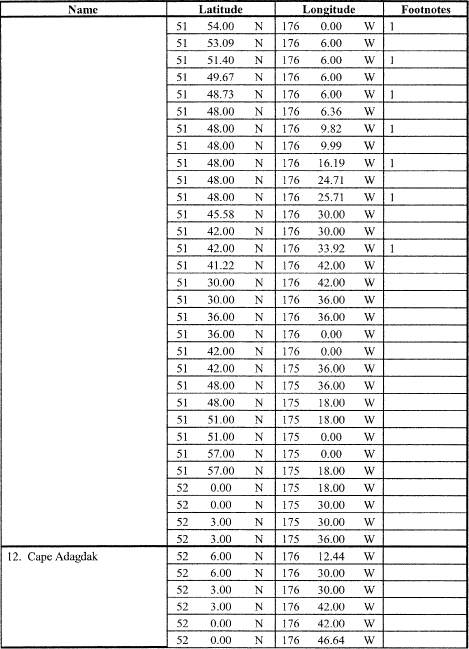 Name Latitude Longitude Footnotes
51 54.00 N 176 0.00 W 1
51 53.09 N 176 6.00 W
51 51.40 N 176 6.00 W 1
51 49.67 N 176 6.00 W
51 48.73 N 176 6.00 W 1
51 48.00 N 176 6.36 W
51 48.00 N 176 9.82 W 1
51 48.00 N 176 9.99 W
51 48.00 N 176 16.19 W 1
51 48.00 N 176 24.71 W
51 48.00 N 176 25.71 W 1
51 45.58 N 176 30.00 W
51 42.00 N 176 30.00 W
51 42.00 N 176 33.92 W 1
51 41.22 N 176 42.00 W
51 30.00 N 176 42.00 W
51 30.00 N 176 36.00 W
51 36.00 N 176 36.00 W
51 36.00 N 176 0.00 W
51 42.00 N 176 0.00 W
51 42.00 N 175 36.00 W
51 48.00 N 175 36.00 W
51 48.00 N 175 18.00 W
51 51.00 N 175 18.00 W
51 51.00 N 175 0.00 W
51 57.00 N 175 0.00 W
51 57.00 N 175 18.00 W
52 0.00 N 175 18.00 W
52 0.00 N 175 30.00 W
52 3.00 N 175 30.00 W
52 3.00 N 175 36.00 W
12. Cape Adagdak 52 6.00 N 176 12.44 W
52 6.00 N 176 30.00 W
52 3.00 N 176 30.00 W
52 3.00 N 176 42.00 W
52 0.00 N 176 42.00 W
52 0.00 N 176 46.64 W